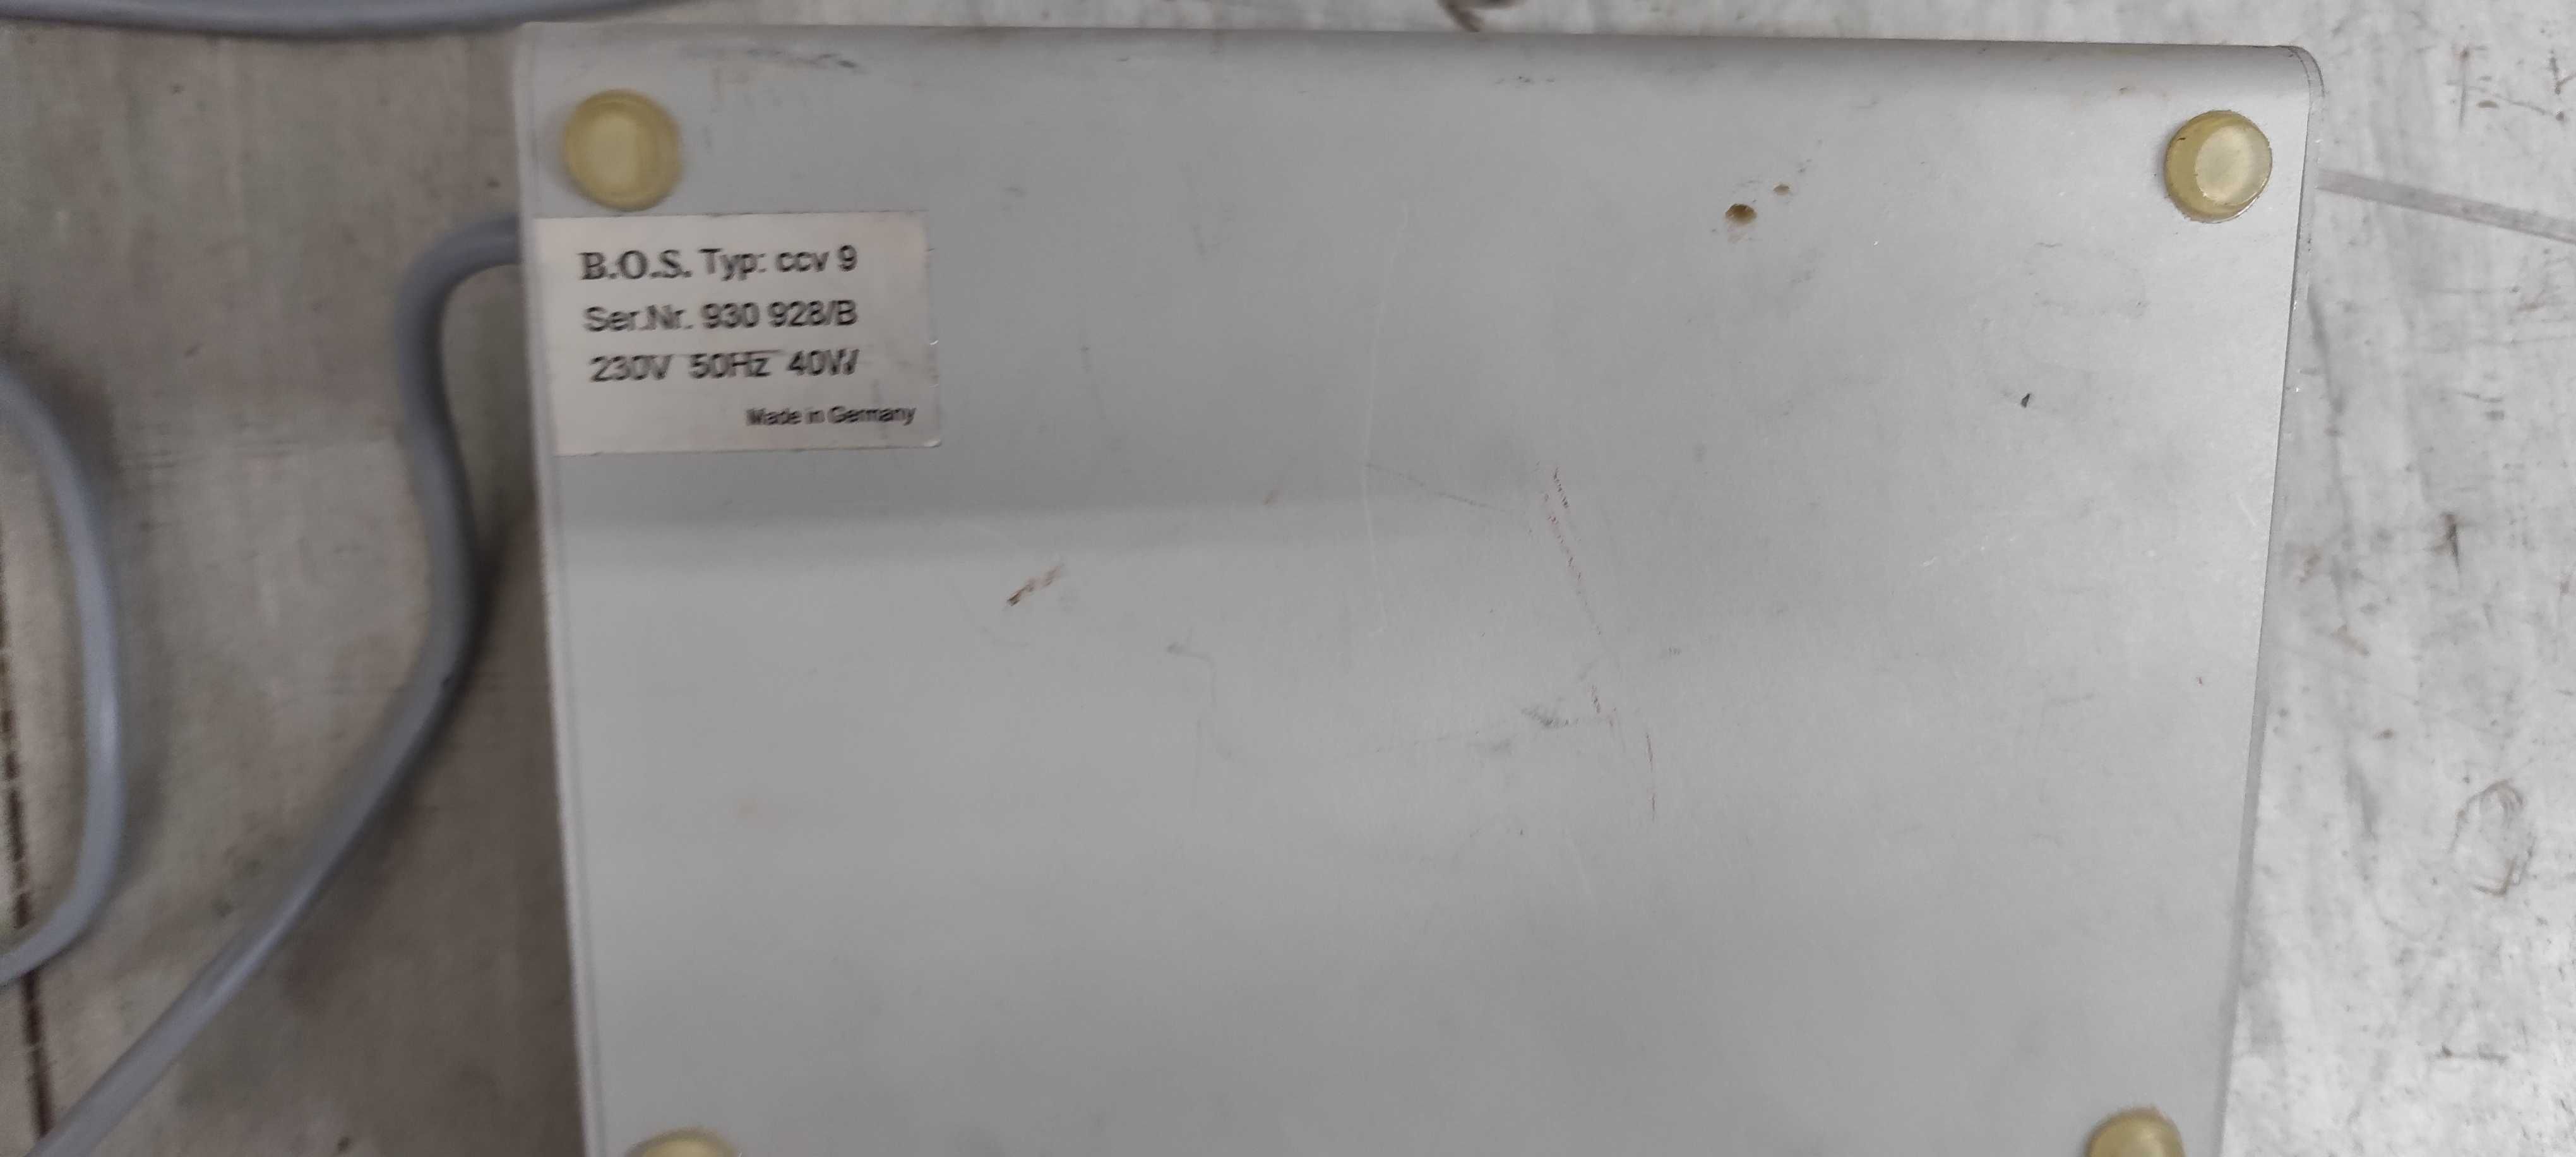 B.O.S. Typ: ccv 9
Ser.Nr. 930 928/B
230V 50Hz 40W
Made in Germany